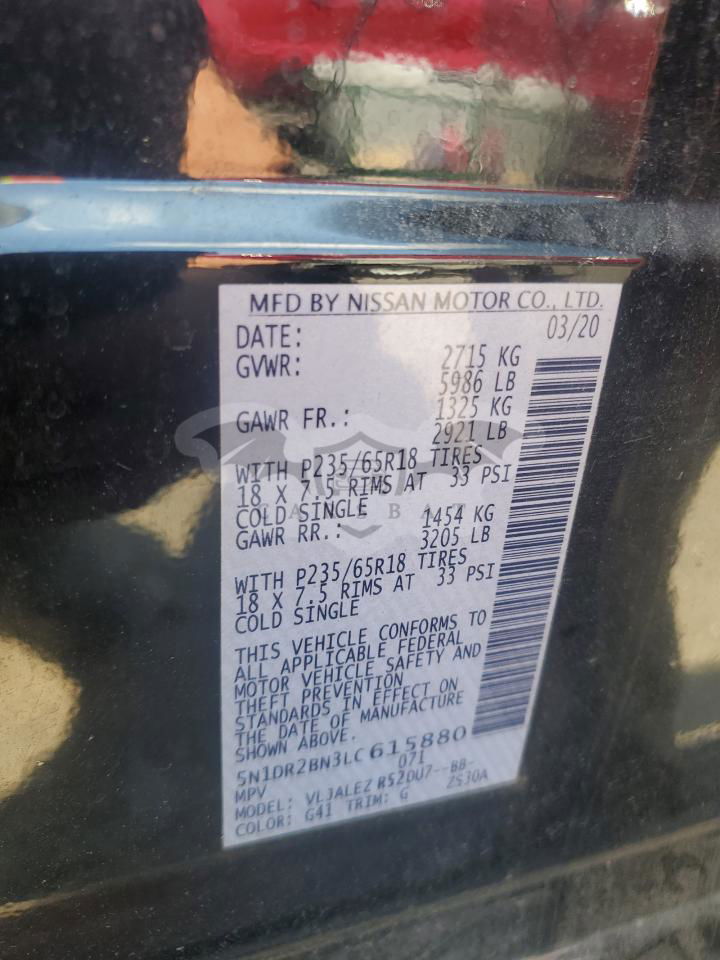 MFD BY NISSAN MOTOR CO., LTD.
DATE: 03/20
GVWR: 2715 KG
5986 LB
GAWR FR.: 1325 KG
2921 LB
WITH P235/65R18 TIRES
18 X 7.5 RIMS AT 33 PSI
COLD SINGLE
GAWR RR.: 1454 KG
3205 LB
WITH P235/65R18 TIRES
18 X 7.5 RIMS AT 33 PSI
COLD SINGLE
THIS VEHICLE CONFORMS TO
ALL APPLICABLE FEDERAL
MOTOR VEHICLE SAFETY AND
THEFT PREVENTION
STANDARDS IN EFFECT ON
THE DATE OF MANUFACTURE
SHOWN ABOVE.
5N1DR2BN3LC615880
MPV 071
MODEL: VLJALEZ R52DU7--BB-
COLOR: G41 TRIM: G ZS30A